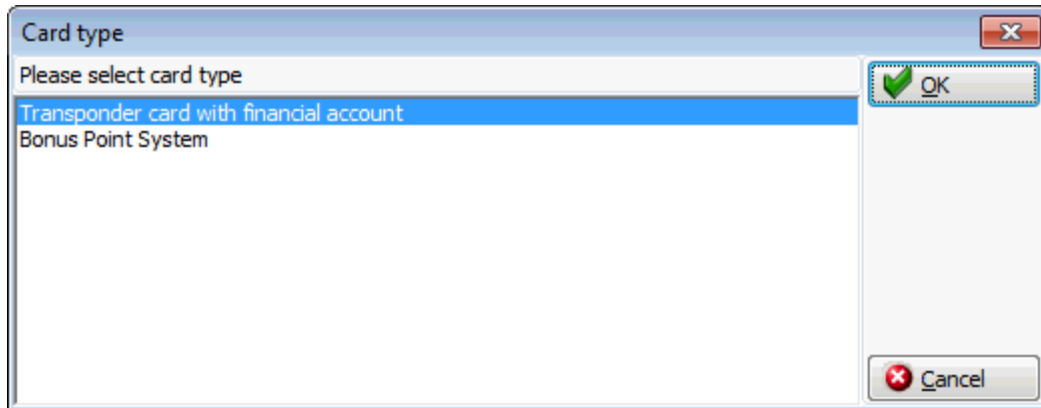 Card type
Please select card type
OK
Transponder card with financial account
Bonus Point System
Cancel